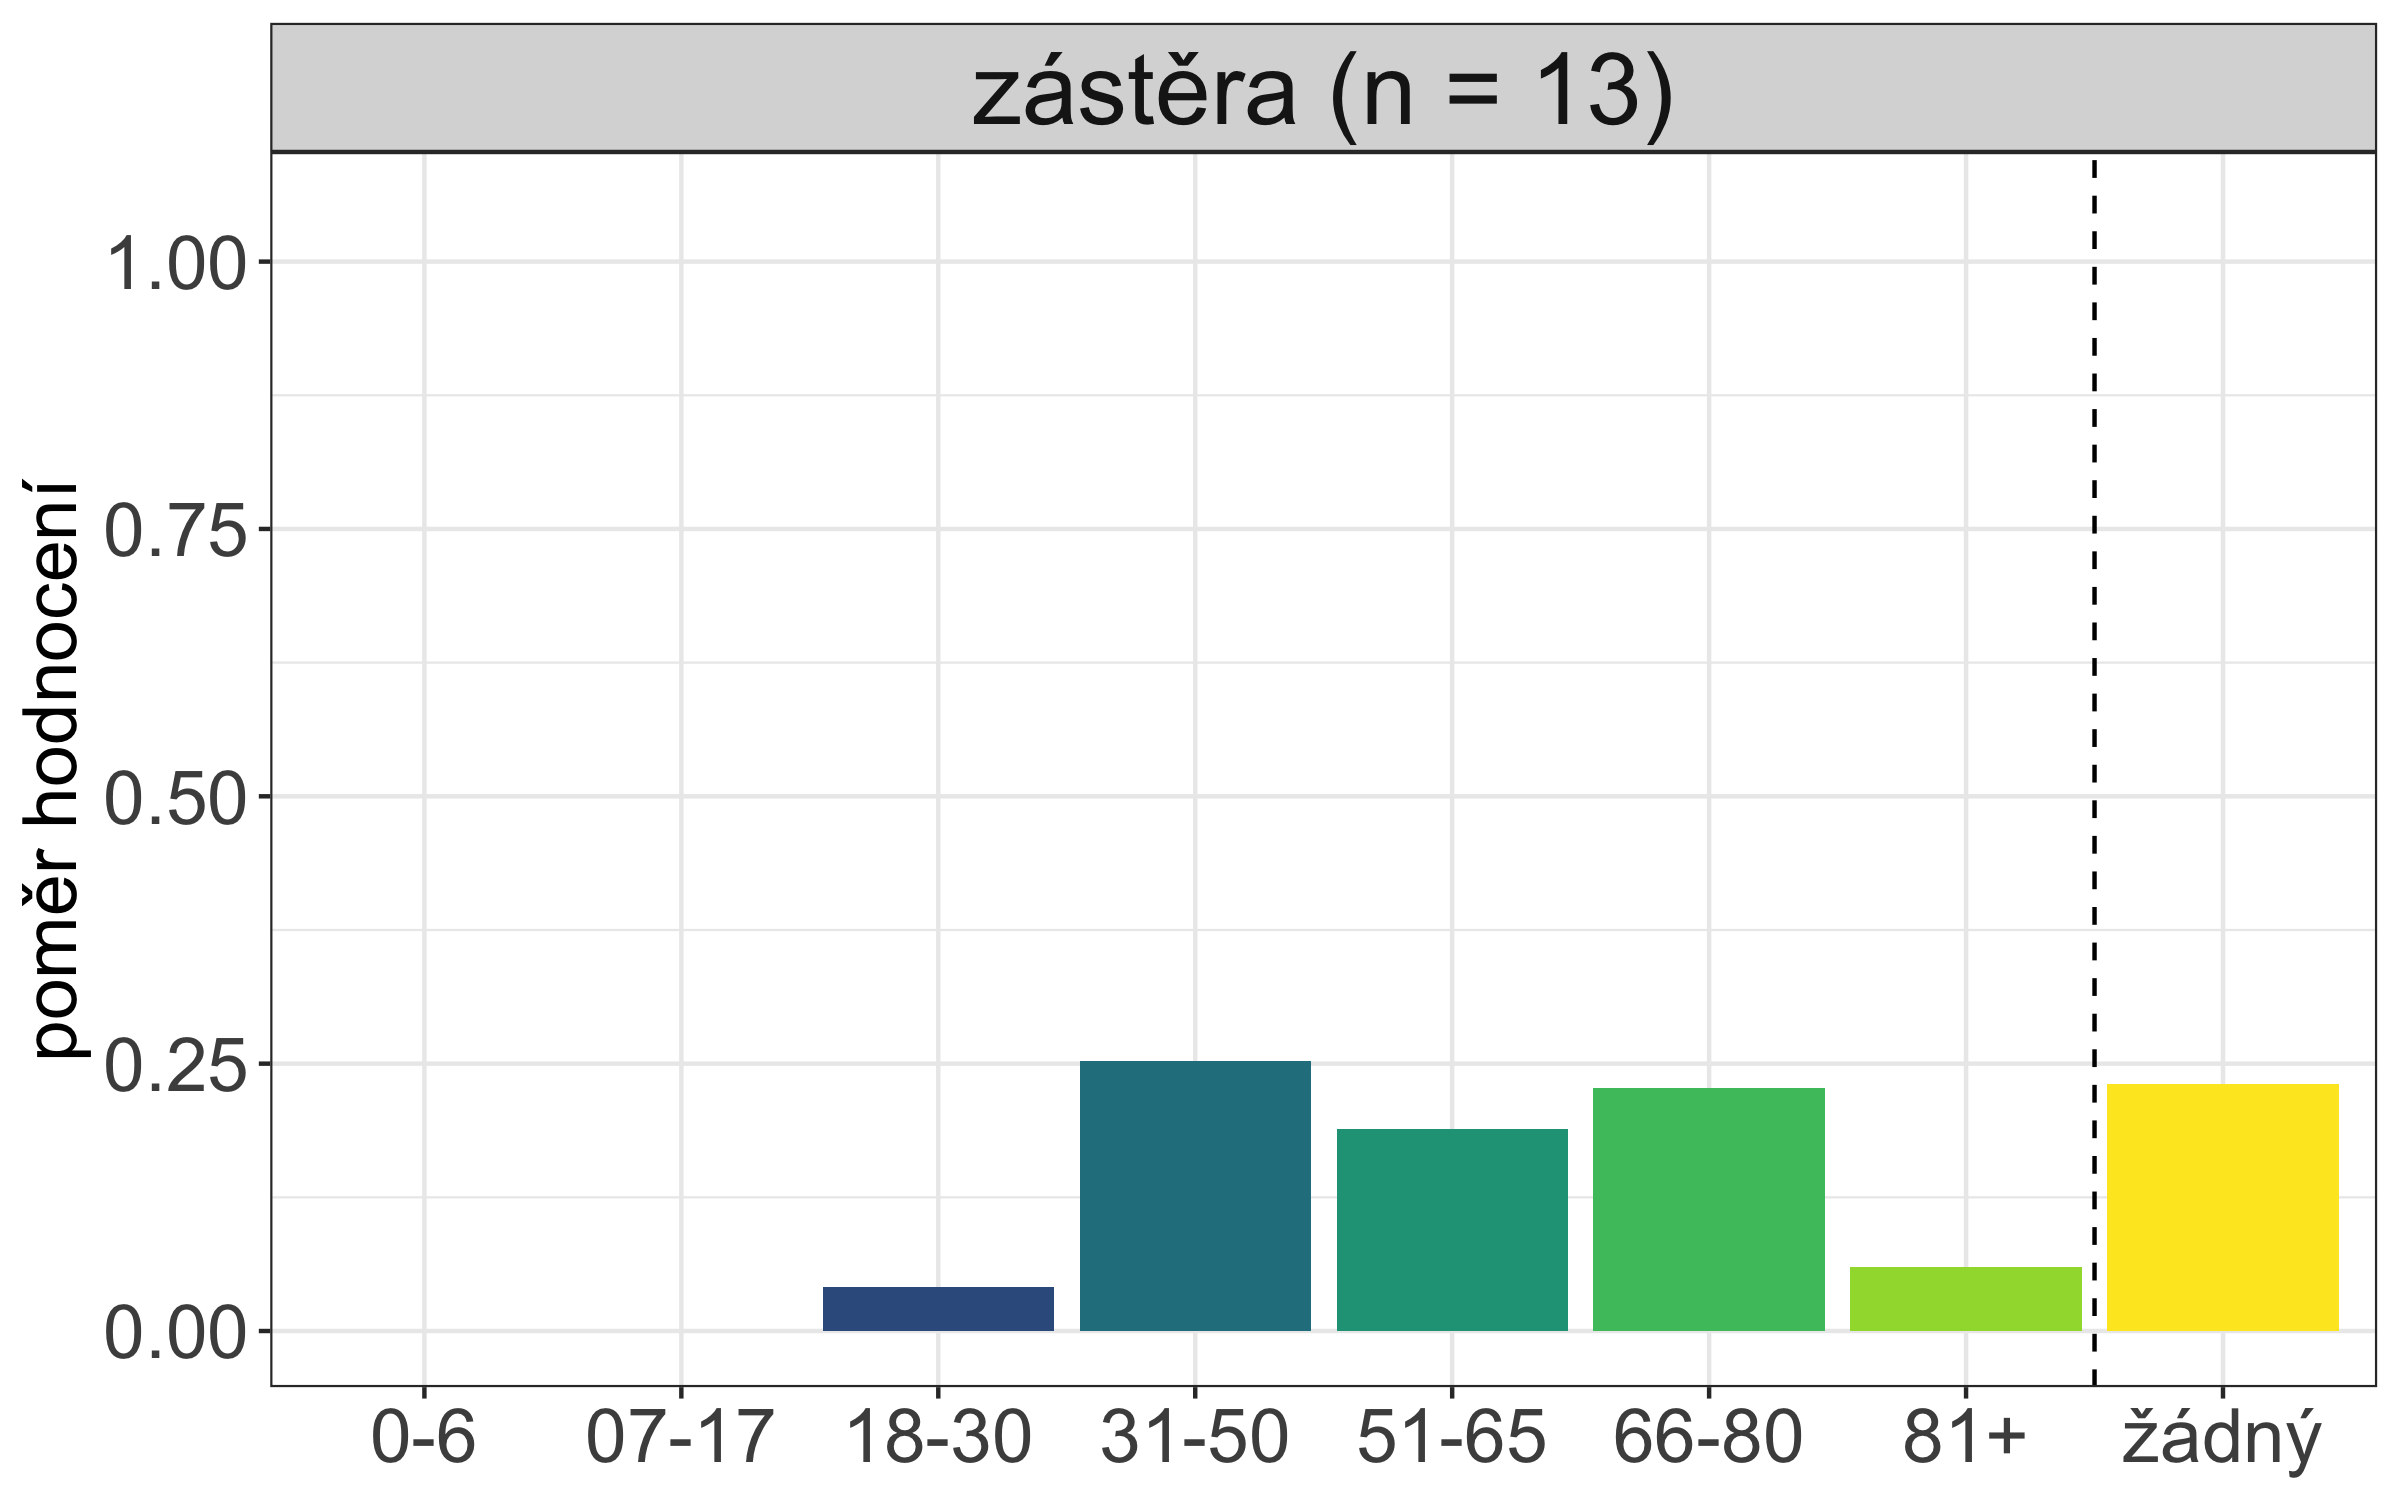 zástěra (n = 13)
poměr hodnocení
1.00
0.75
0.50
0.25
0.00
0-6 07-17 18-30 31-50 51-65 66-80 81+ žádný